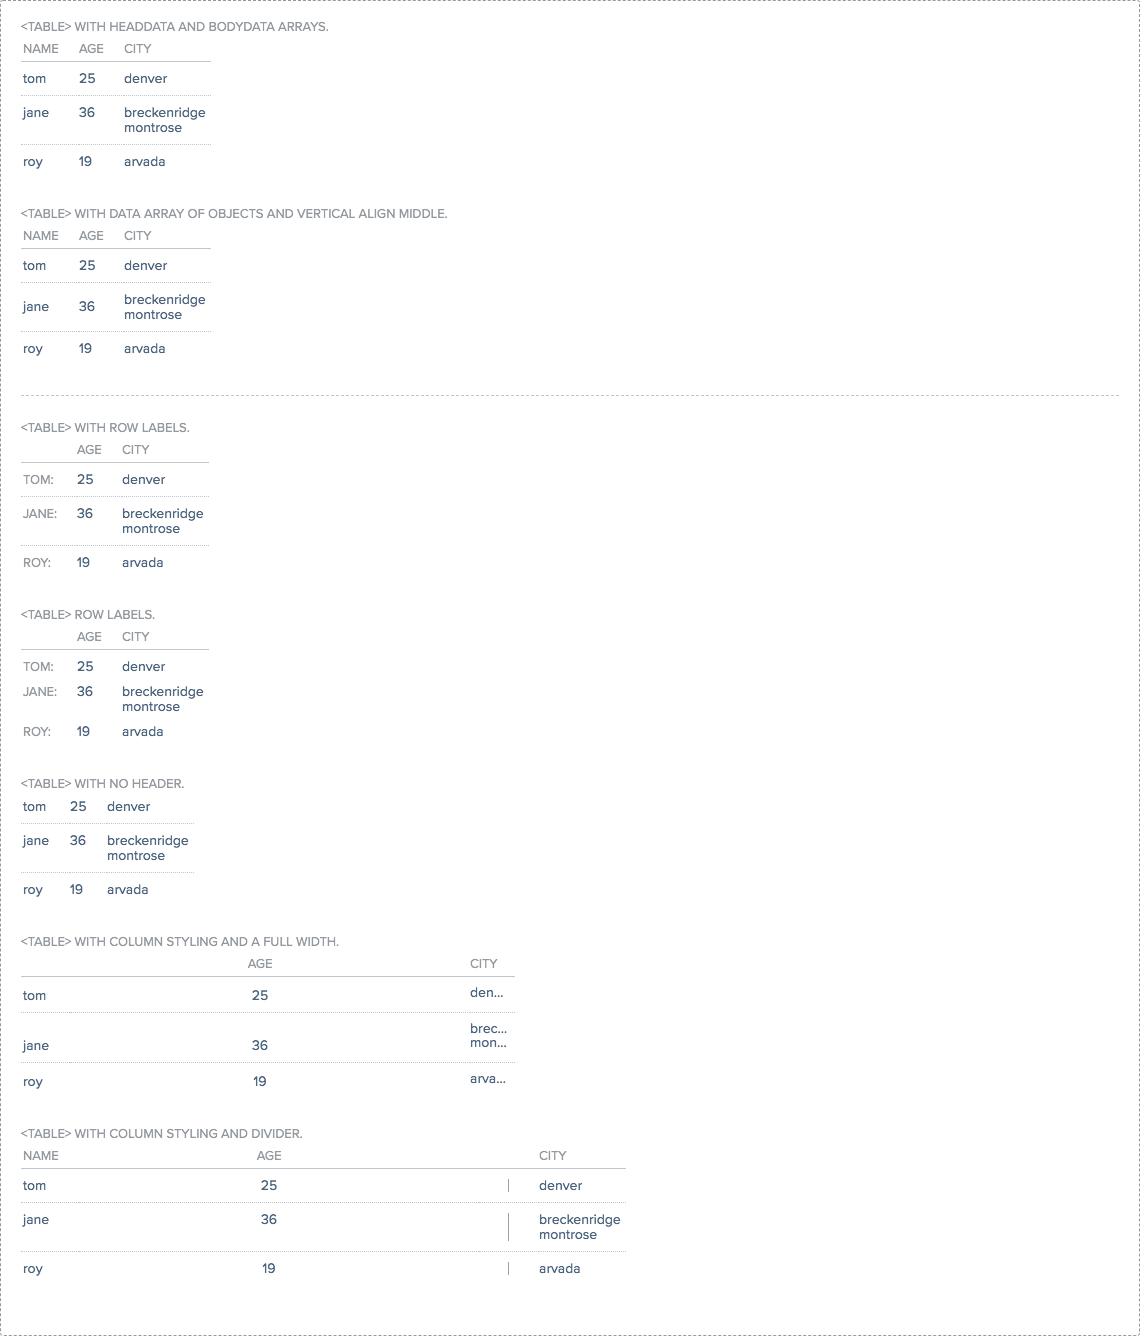 <TABLE> WITH HEADDATA AND BODYDATA ARRAYS.
NAME AGE CITY
tom 25 denver
jane 36 breckenridge
montrose
roy 19 arvada
<TABLE> WITH DATA ARRAY OF OBJECTS AND VERTICAL ALIGN MIDDLE.
NAME AGE CITY
tom 25 denver
jane 36 breckenridge
montrose
roy 19 arvada
<TABLE> WITH ROW LABELS.
AGE CITY
TOM: 25 denver
JANE: 36 breckenridge
montrose
ROY: 19 arvada
<TABLE> ROW LABELS.
AGE CITY
TOM: 25 denver
JANE: 36 breckenridge
montrose
ROY: 19 arvada
<TABLE> WITH NO HEADER.
tom 25 denver
jane 36 breckenridge
montrose
roy 19 arvada
<TABLE> WITH COLUMN STYLING AND A FULL WIDTH.
AGE CITY
tom 25 den...
brec...
jane 36 mon...
roy 19 arva...
<TABLE> WITH COLUMN STYLING AND DIVIDER.
NAME AGE CITY
tom 25 denver
jane 36 breckenridge
montrose
roy 19 arvada